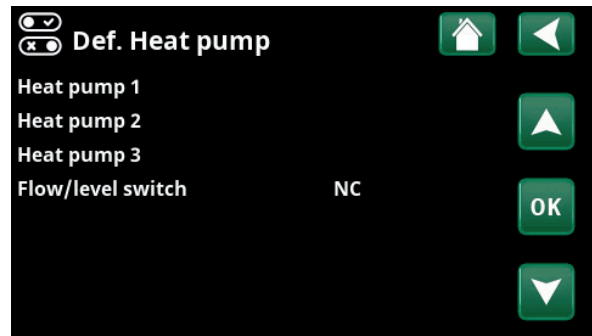 Def. Heat pump
Heat pump 1
Heat pump 2
Heat pump 3
Flow/level switch NC
OK